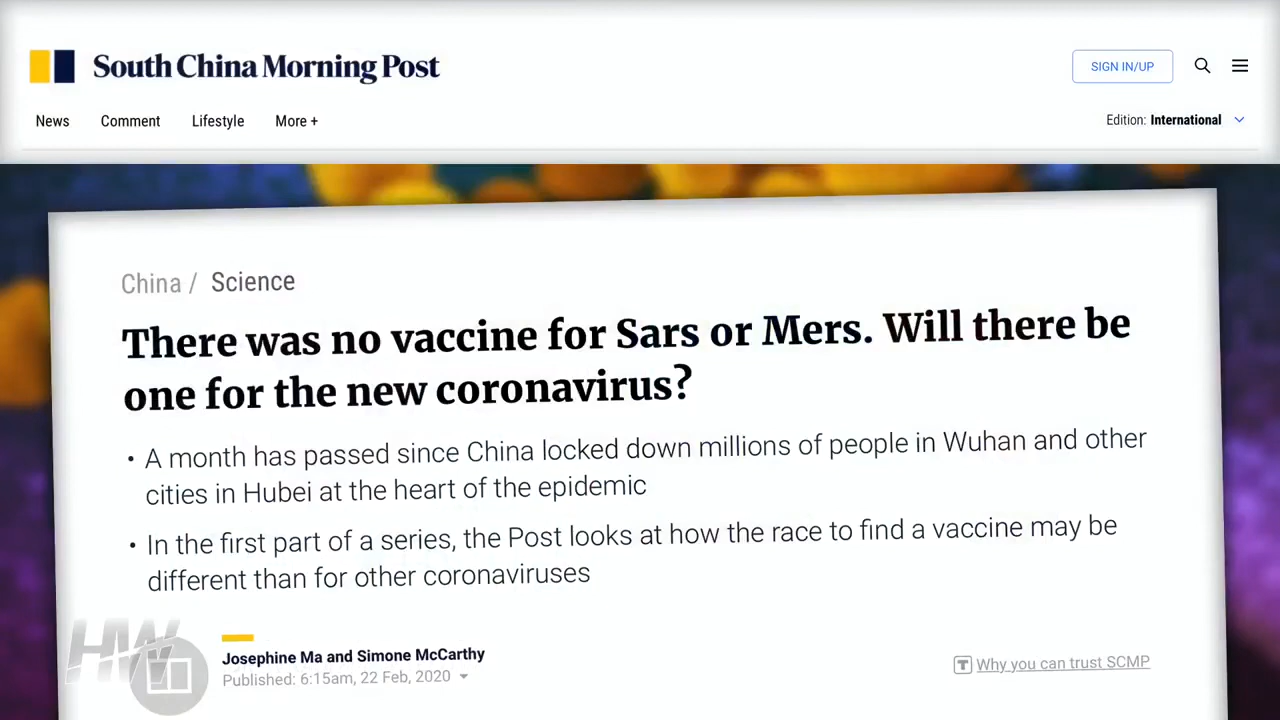 South China Morning Post
SIGN IN/UP
News Comment Lifestyle More +
Edition: International
China / Science
There was no vaccine for Sars or Mers. Will there be
one for the new coronavirus?
• A month has passed since China locked down millions of people in Wuhan and other
cities in Hubei at the heart of the epidemic
• In the first part of a series, the Post looks at how the race to find a vaccine may be
different than for other coronaviruses
HW
Josephine Ma and Simone McCarthy
Published: 6:15am, 22 Feb, 2020
T Why you can trust SCMP